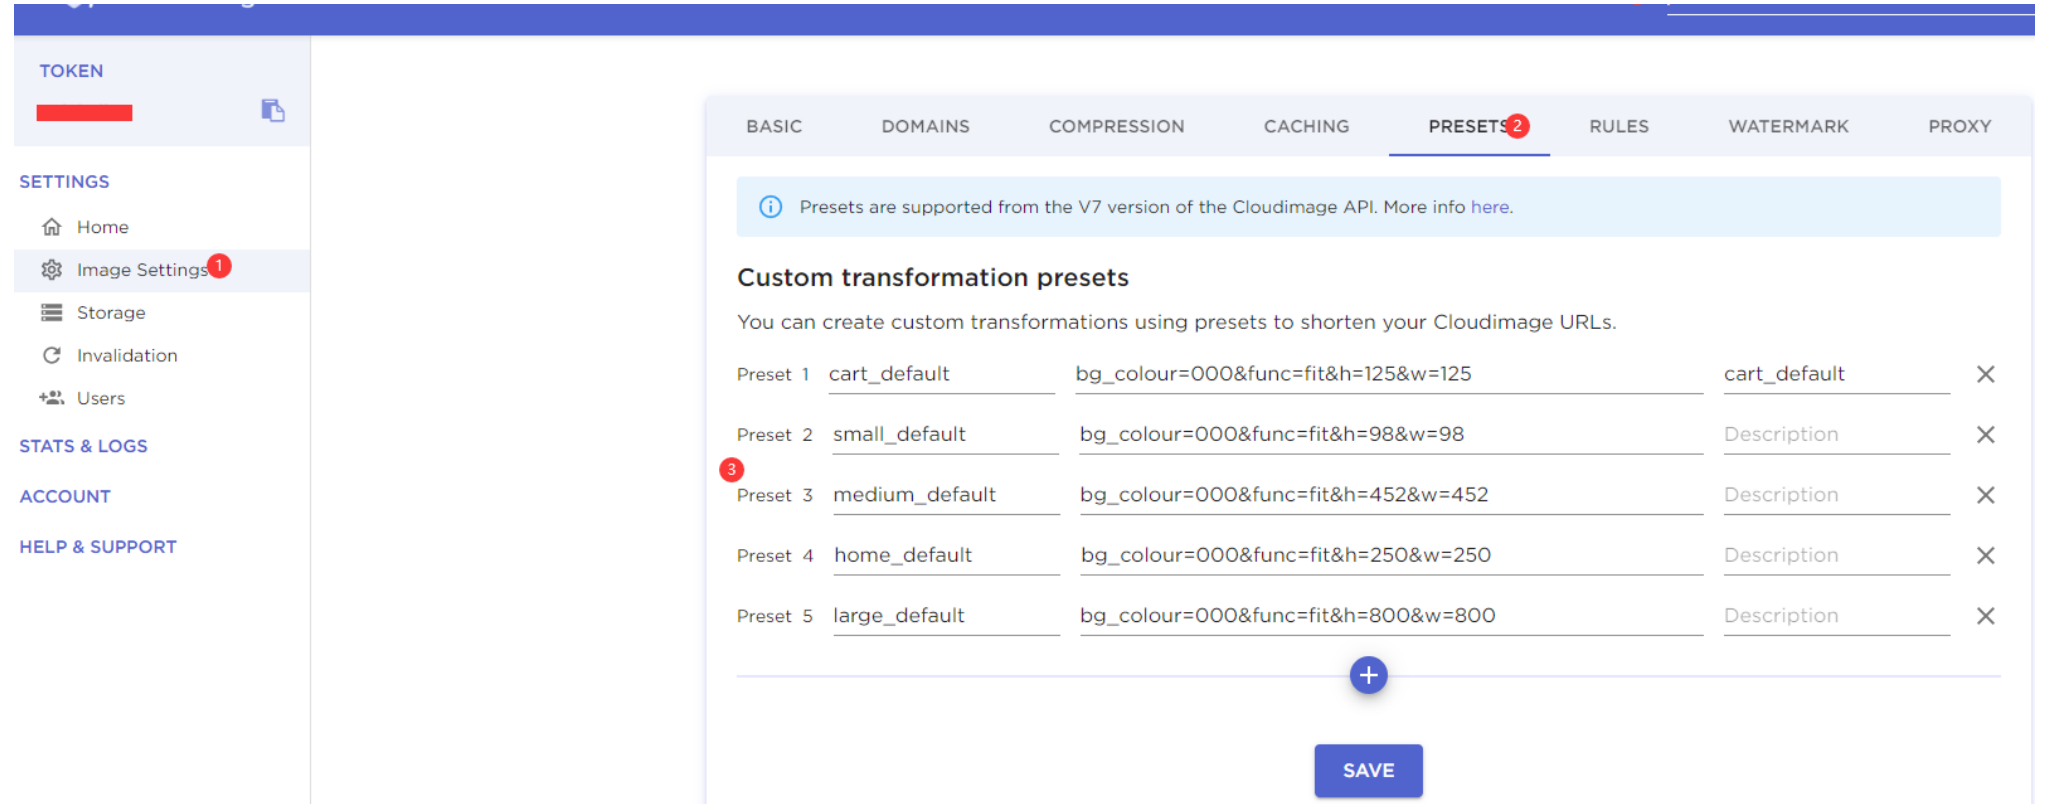 TOKEN
SETTINGS
Home
Image Settings 1
Storage
Invalidation
Users
STATS & LOGS
ACCOUNT
HELP & SUPPORT
BASIC DOMAINS COMPRESSION CACHING PRESETS 2 RULES WATERMARK PROXY
Presets are supported from the V7 version of the Cloudimage API. More info here.
Custom transformation presets
You can create custom transformations using presets to shorten your Cloudimage URLs.
Preset 1 cart_default bg_colour=000&func=fit&h=125&w=125 cart_default
Preset 2 small_default bg_colour=000&func=fit&h=98&w=98 Description
3
Preset 3 medium_default bg_colour=000&func=fit&h=452&w=452 Description
Preset 4 home_default bg_colour=000&func=fit&h=250&w=250 Description
Preset 5 large_default bg_colour=000&func=fit&h=800&w=800 Description
SAVE